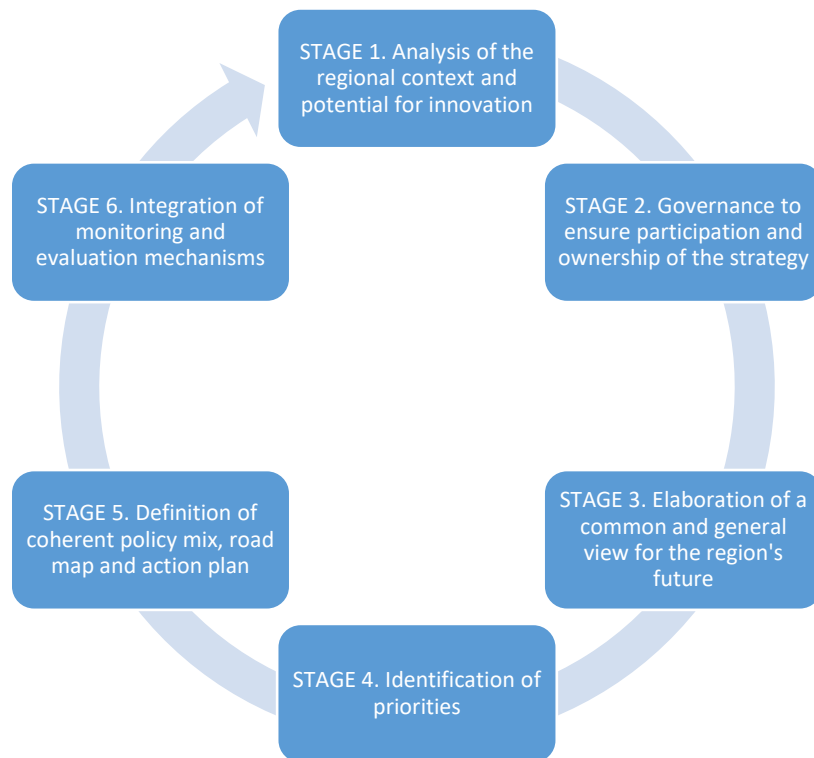 STAGE 1. Analysis of the
regional context and
potential for innovation
STAGE 2. Governance to
ensure participation and
ownership of the strategy
STAGE 3. Elaboration of a
common and general
view for the region's
future
STAGE 4. Identification of
priorities
STAGE 5. Definition of
coherent policy mix, road
map and action plan
STAGE 6. Integration of
monitoring and
evaluation mechanisms